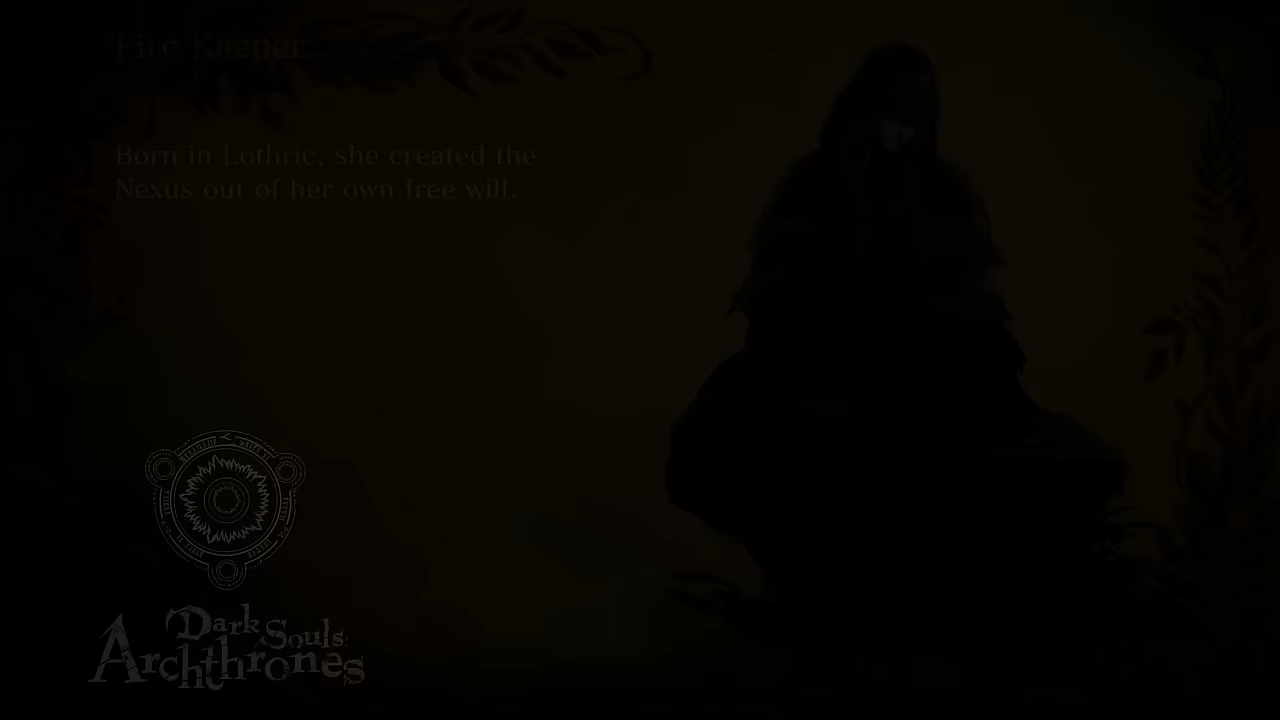 Fire Keeper
Born in Lothric, she created the
Nexus out of her own free will.
Dark Souls:
Archthrones